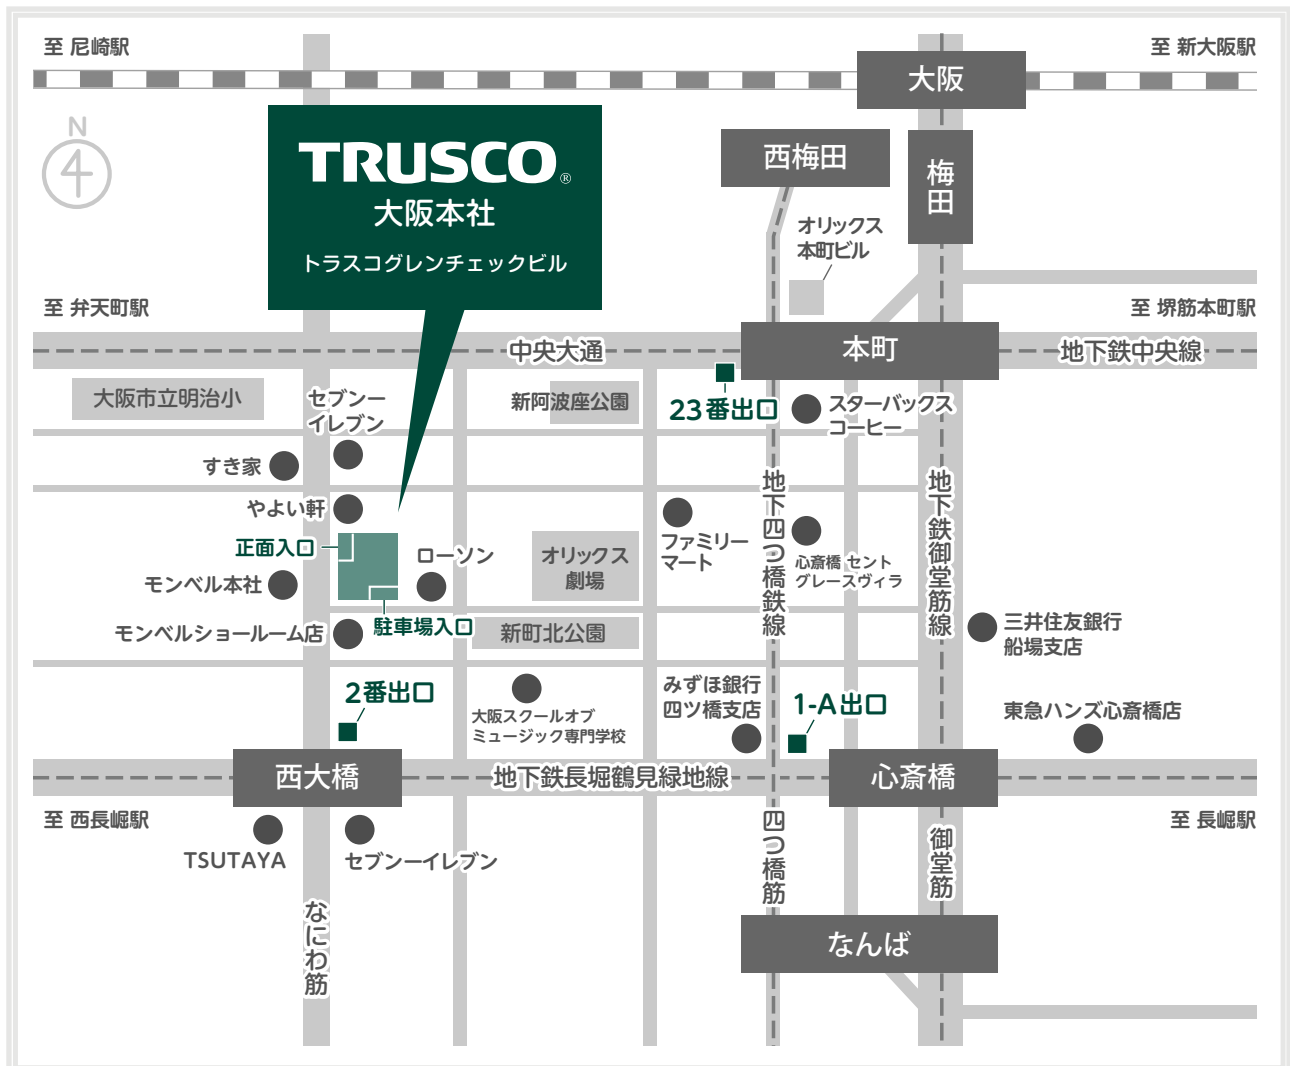 至 尼崎駅
至 新大阪駅
大阪
N
TRUSCO®
大阪本社
トラスコグレンチェックビル
西梅田
梅田
オリックス
本町ビル
至 弁天町駅
至 堺筋本町駅
中央大通
本町
地下鉄中央線
大阪市立明治小
セブンー
イレブン
新阿波座公園
23番出口
スターバックス
コーヒー
すき家
やよい軒
正面入口
ローソン
モンベル本社
オリックス
劇場
ファミリー
マート
地下鉄四つ橋線
心斎橋 セント
グレースヴィラ
地下鉄御堂筋線
モンベルショールーム店
駐車場入口
新町北公園
三井住友銀行
船場支店
2番出口
大阪スクールオブ
ミュージック専門学校
みずほ銀行
四ツ橋支店
1-A出口
東急ハンズ心斎橋店
西大橋
地下鉄長堀鶴見緑地線
心斎橋
至 西長崛駅
至 長崛駅
TSUTAYA
セブンーイレブン
四つ橋筋
御堂筋
なにわ筋
なんば